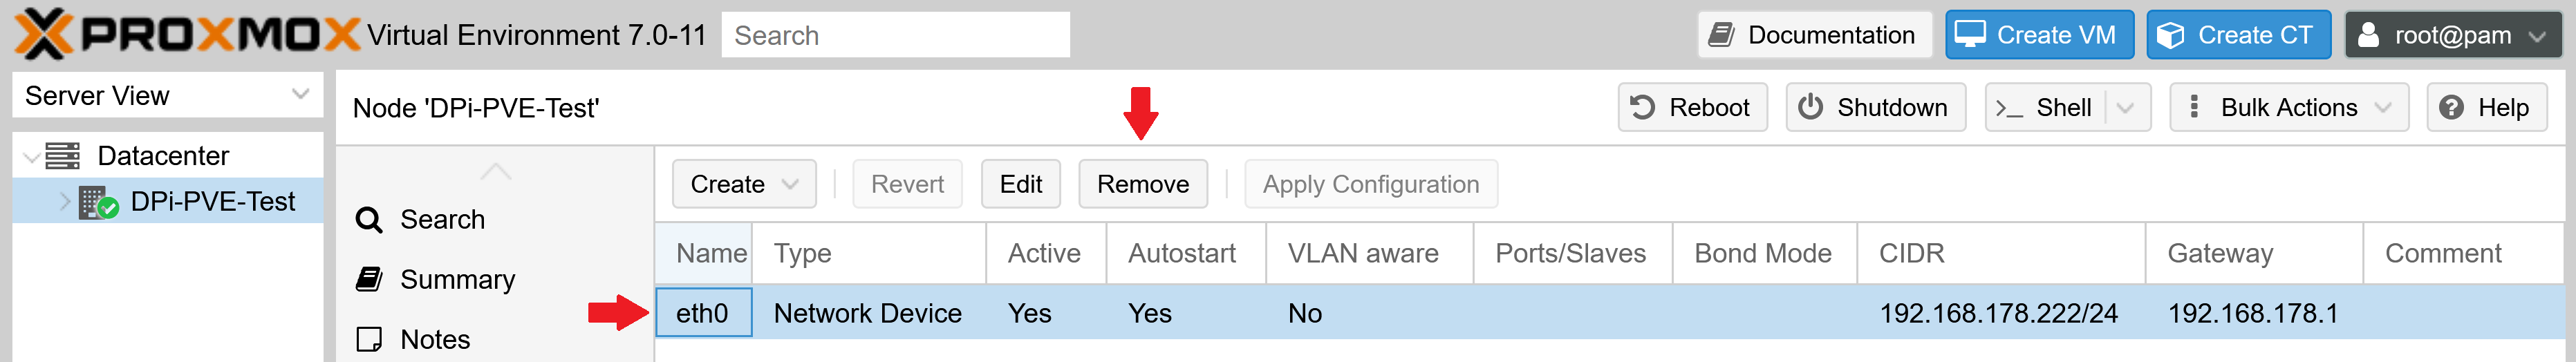 PROXMOX Virtual Environment 7.0-11 Search Documentation Create VM Create CT root@pam
Server View
Node 'DPi-PVE-Test' Reboot Shutdown >_ Shell Bulk Actions Help
Datacenter
DPi-PVE-Test
Create Revert Edit Remove Apply Configuration
Search
Summary
Notes
Name Type Active Autostart VLAN aware Ports/Slaves Bond Mode CIDR Gateway Comment
eth0 Network Device Yes Yes No 192.168.178.222/24 192.168.178.1